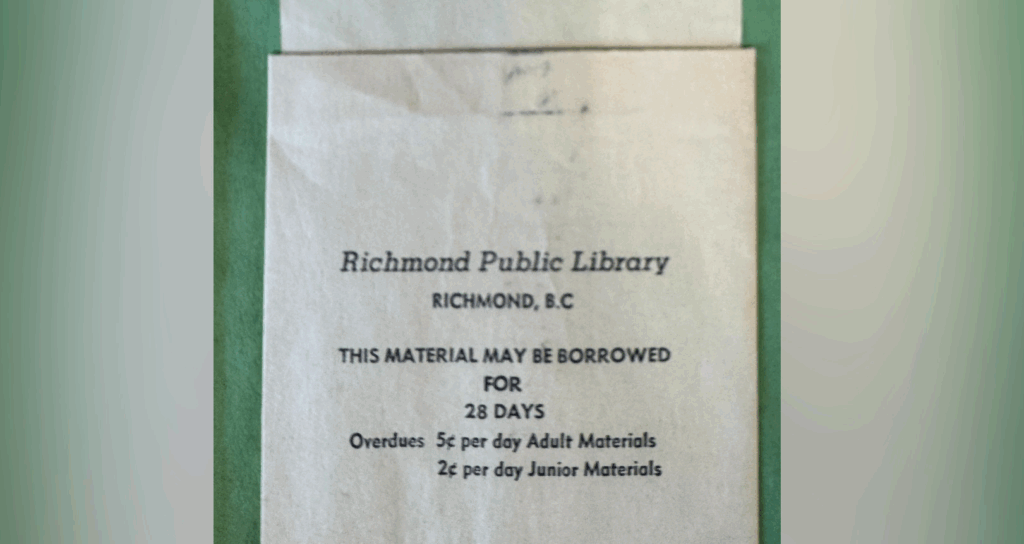 Richmond Public Library
RICHMOND, B.C
THIS MATERIAL MAY BE BORROWED
FOR
28 DAYS
Overdues 5¢ per day Adult Materials
2¢ per day Junior Materials